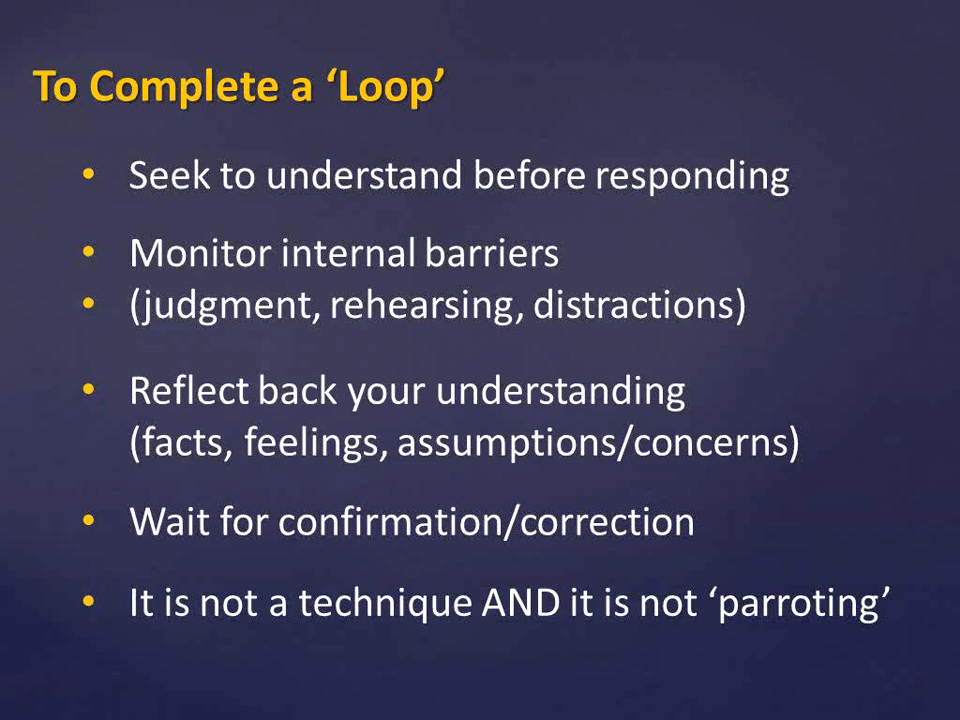 To Complete a ‘Loop’
• Seek to understand before responding
• Monitor internal barriers
• (judgment, rehearsing, distractions)
• Reflect back your understanding
(facts, feelings, assumptions/concerns)
• Wait for confirmation/correction
• It is not a technique AND it is not ‘parroting’